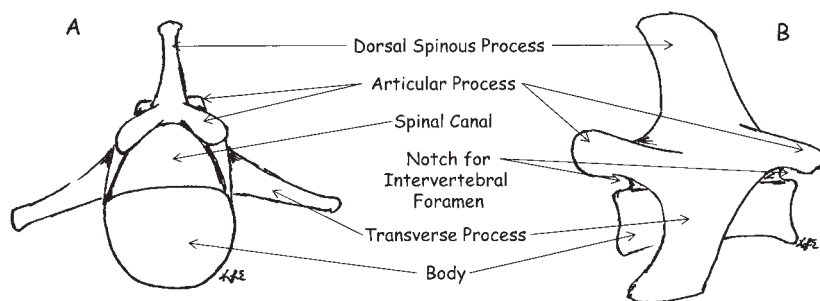 A
B
Dorsal Spinous Process
Articular Process
Spinal Canal
Notch for
Intervertebral
Foramen
Transverse Process
Body